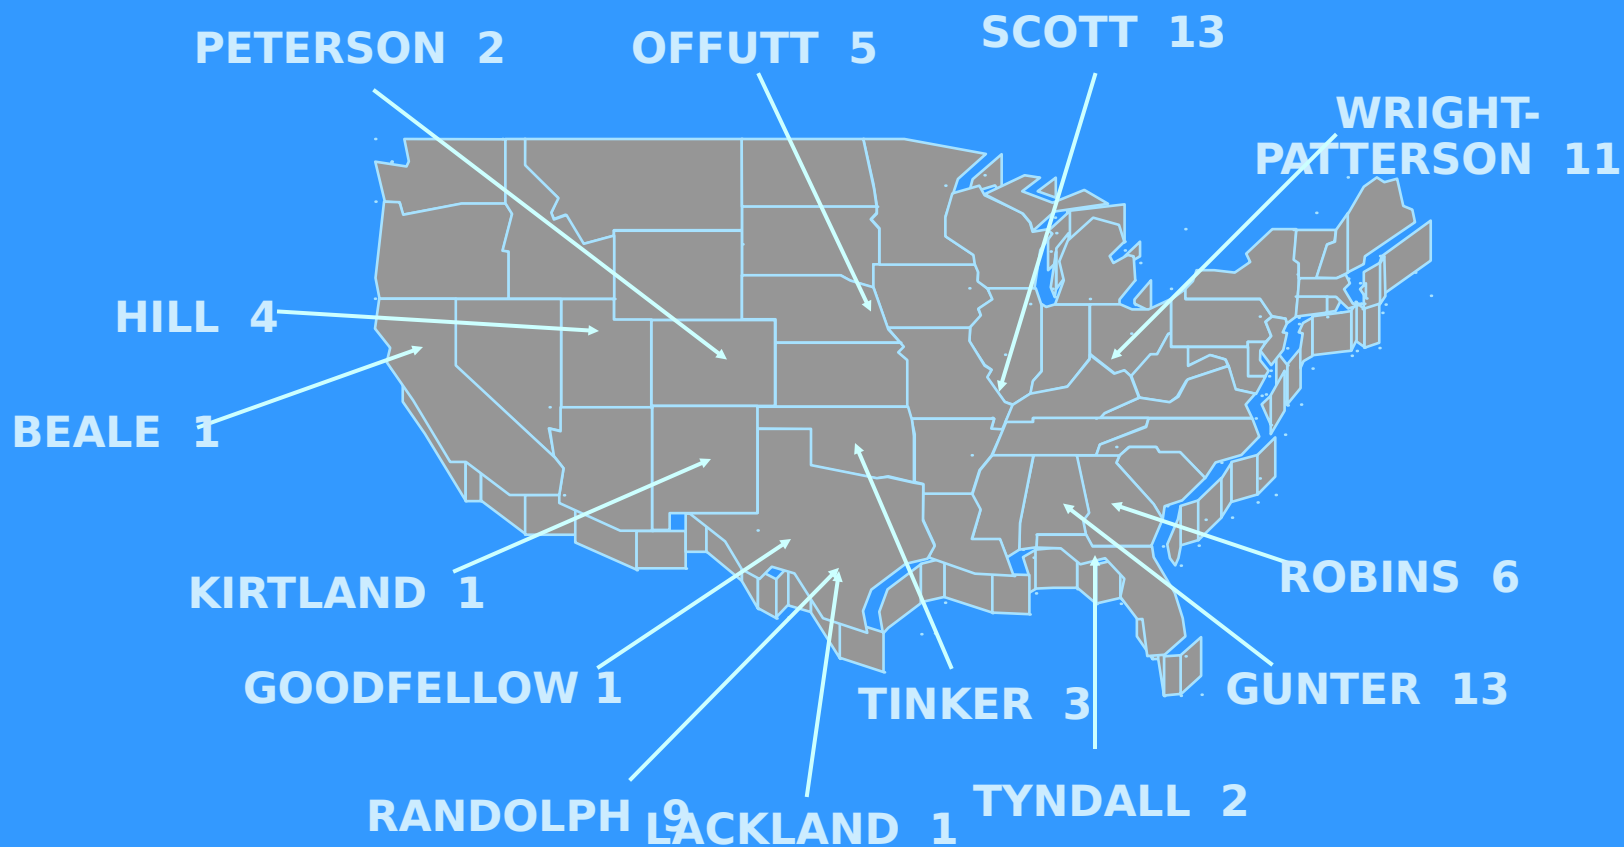 PETERSON 2
OFFUTT 5
SCOTT 13
WRIGHT-
PATTERSON 11
HILL 4
BEALE 1
KIRTLAND 1
ROBINS 6
GOODFELLOW 1
TINKER 3
GUNTER 13
RANDOLPH 9
LACKLAND 1
TYNDALL 2